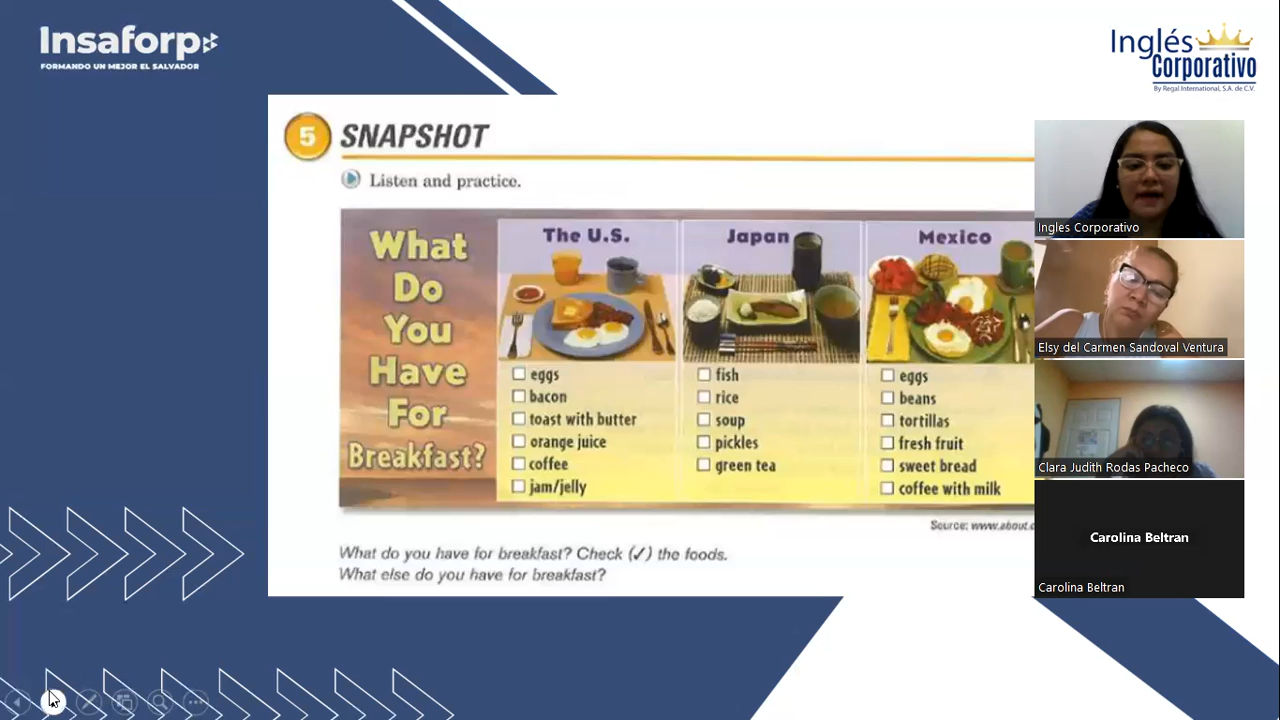 Insaforp
FORMANDO UN MEJOR EL SALVADOR
Inglés
Corporativo
By Regal International, S.A. de C.V.
5 SNAPSHOT
Listen and practice.
What
Do
You
Have
For
Breakfast?
The U.S.
eggs
bacon
toast with butter
orange juice
coffee
jam/jelly
Japan
fish
rice
soup
pickles
green tea
Mexico
eggs
beans
tortillas
fresh fruit
sweet bread
coffee with milk
Source: www.about.
What do you have for breakfast? Check (✓) the foods.
What else do you have for breakfast?
Ingles Corporativo
Elsy del Carmen Sandoval Ventura
Clara Judith Rodas Pacheco
Carolina Beltran
Carolina Beltran